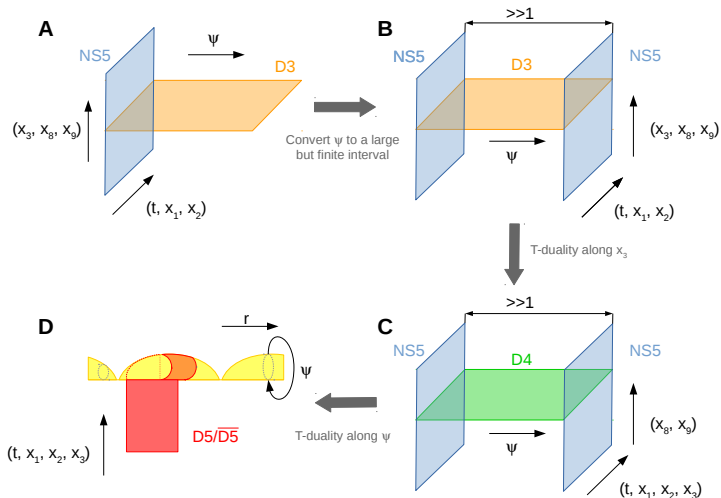 A
ψ
NS5
D3
(x₃, x₈, x₉)
(t, x₁, x₂)
Convert ψ to a large
but finite interval
B
>>1
NS5
D3
NS5
ψ
(x₃, x₈, x₉)
(t, x₁, x₂)
T-duality along x₃
D
r
ψ
D5/D̅5̅
(t, x₁, x₂, x₃)
T-duality along ψ
C
>>1
NS5
D4
NS5
ψ
(x₈, x₉)
(t, x₁, x₂, x₃)